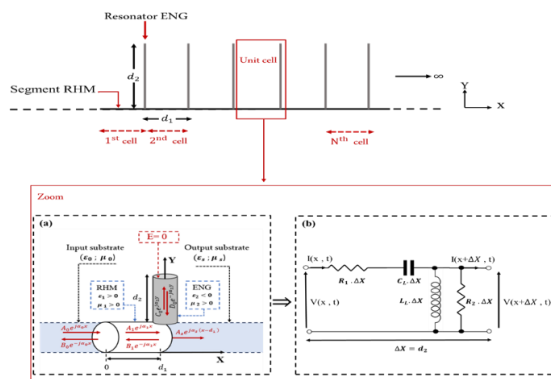 Resonator ENG
Unit cell
d₂
Segment RHM
∞
Y
X
d₁
1ˢᵗ cell
2ⁿᵈ cell
Nᵗʰ cell
Zoom
(a)
E= 0
Input substrate
(ε₀ ; μ₀)
Y
Output substrate
(εₛ ; μₛ)
RHM
ε₁ > 0
μ₁ > 0
d₂
ENG
ε₂ < 0
μ₂ > 0
0
d₁
X
(b)
I(x , t)
I(x+ΔX , t)
R₁ .ΔX
C_L .ΔX
V(x, t)
L_L .ΔX
R₂ .ΔX
V(x+ΔX, t)
ΔX = d₂